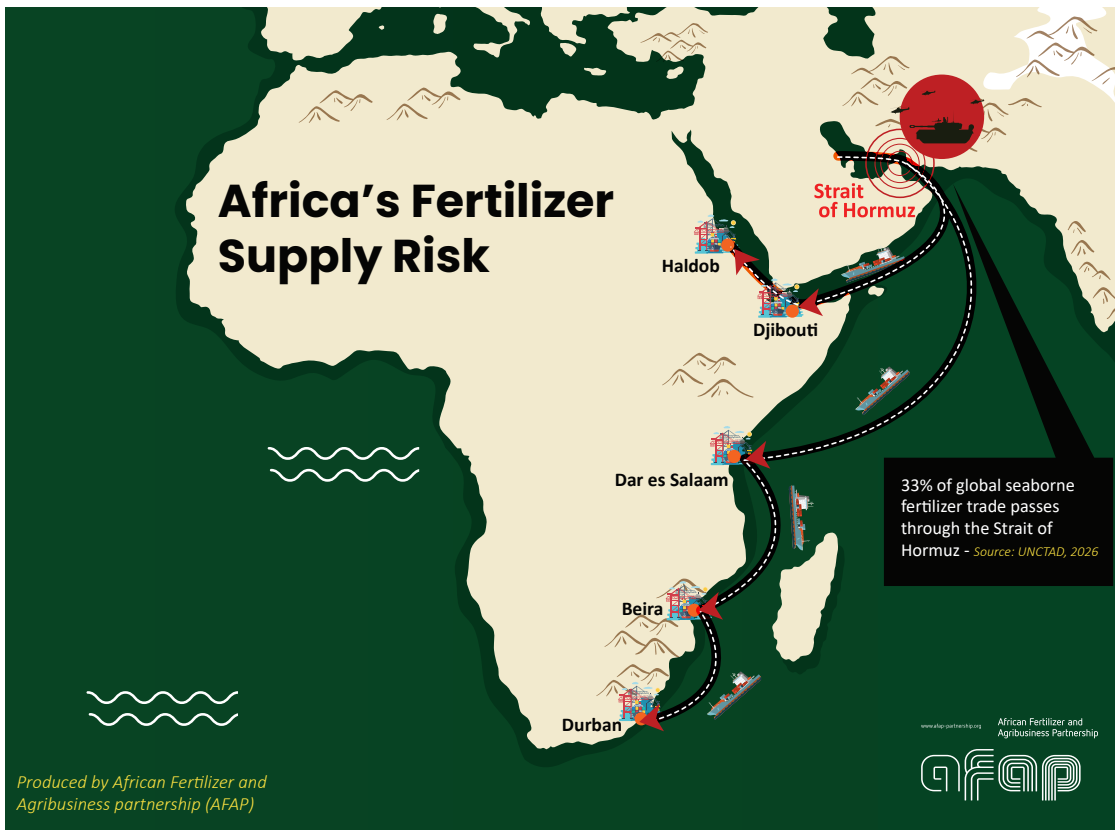 Africa's Fertilizer
Supply Risk
Strait
of Hormuz
Haldob
Djibouti
Dar es Salaam
33% of global seaborne
fertilizer trade passes
through the Strait of
Hormuz - Source: UNCTAD, 2026
Beira
Durban
www.afap-partnership.org
African Fertilizer and
Agribusiness Partnership
afap
Produced by African Fertilizer and
Agribusiness partnership (AFAP)